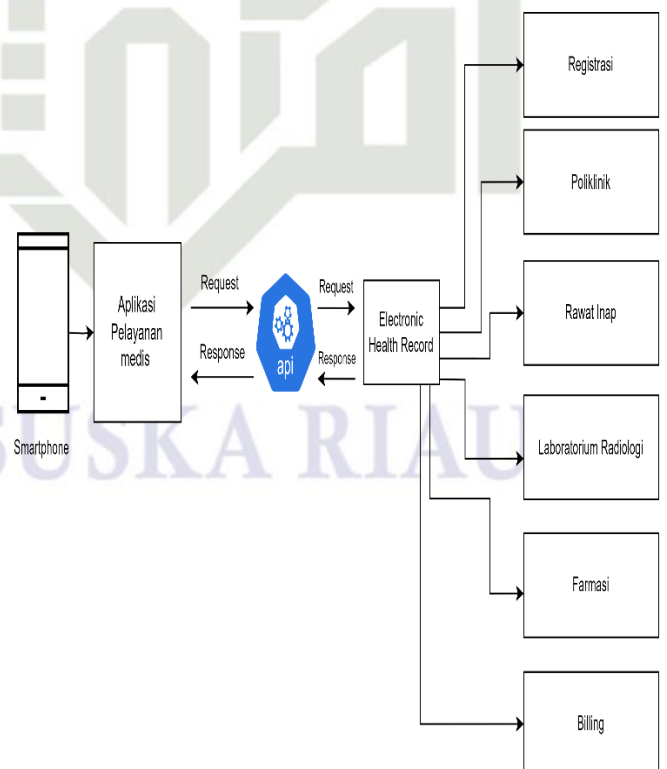 Registrasi
Poliklinik
Rawat Inap
Laboratorium Radiologi
Farmasi
Billing
Smartphone
Aplikasi
Pelayanan
medis
Request
Response
api
Request
Response
Electronic
Health Record
SUSKA RIAU